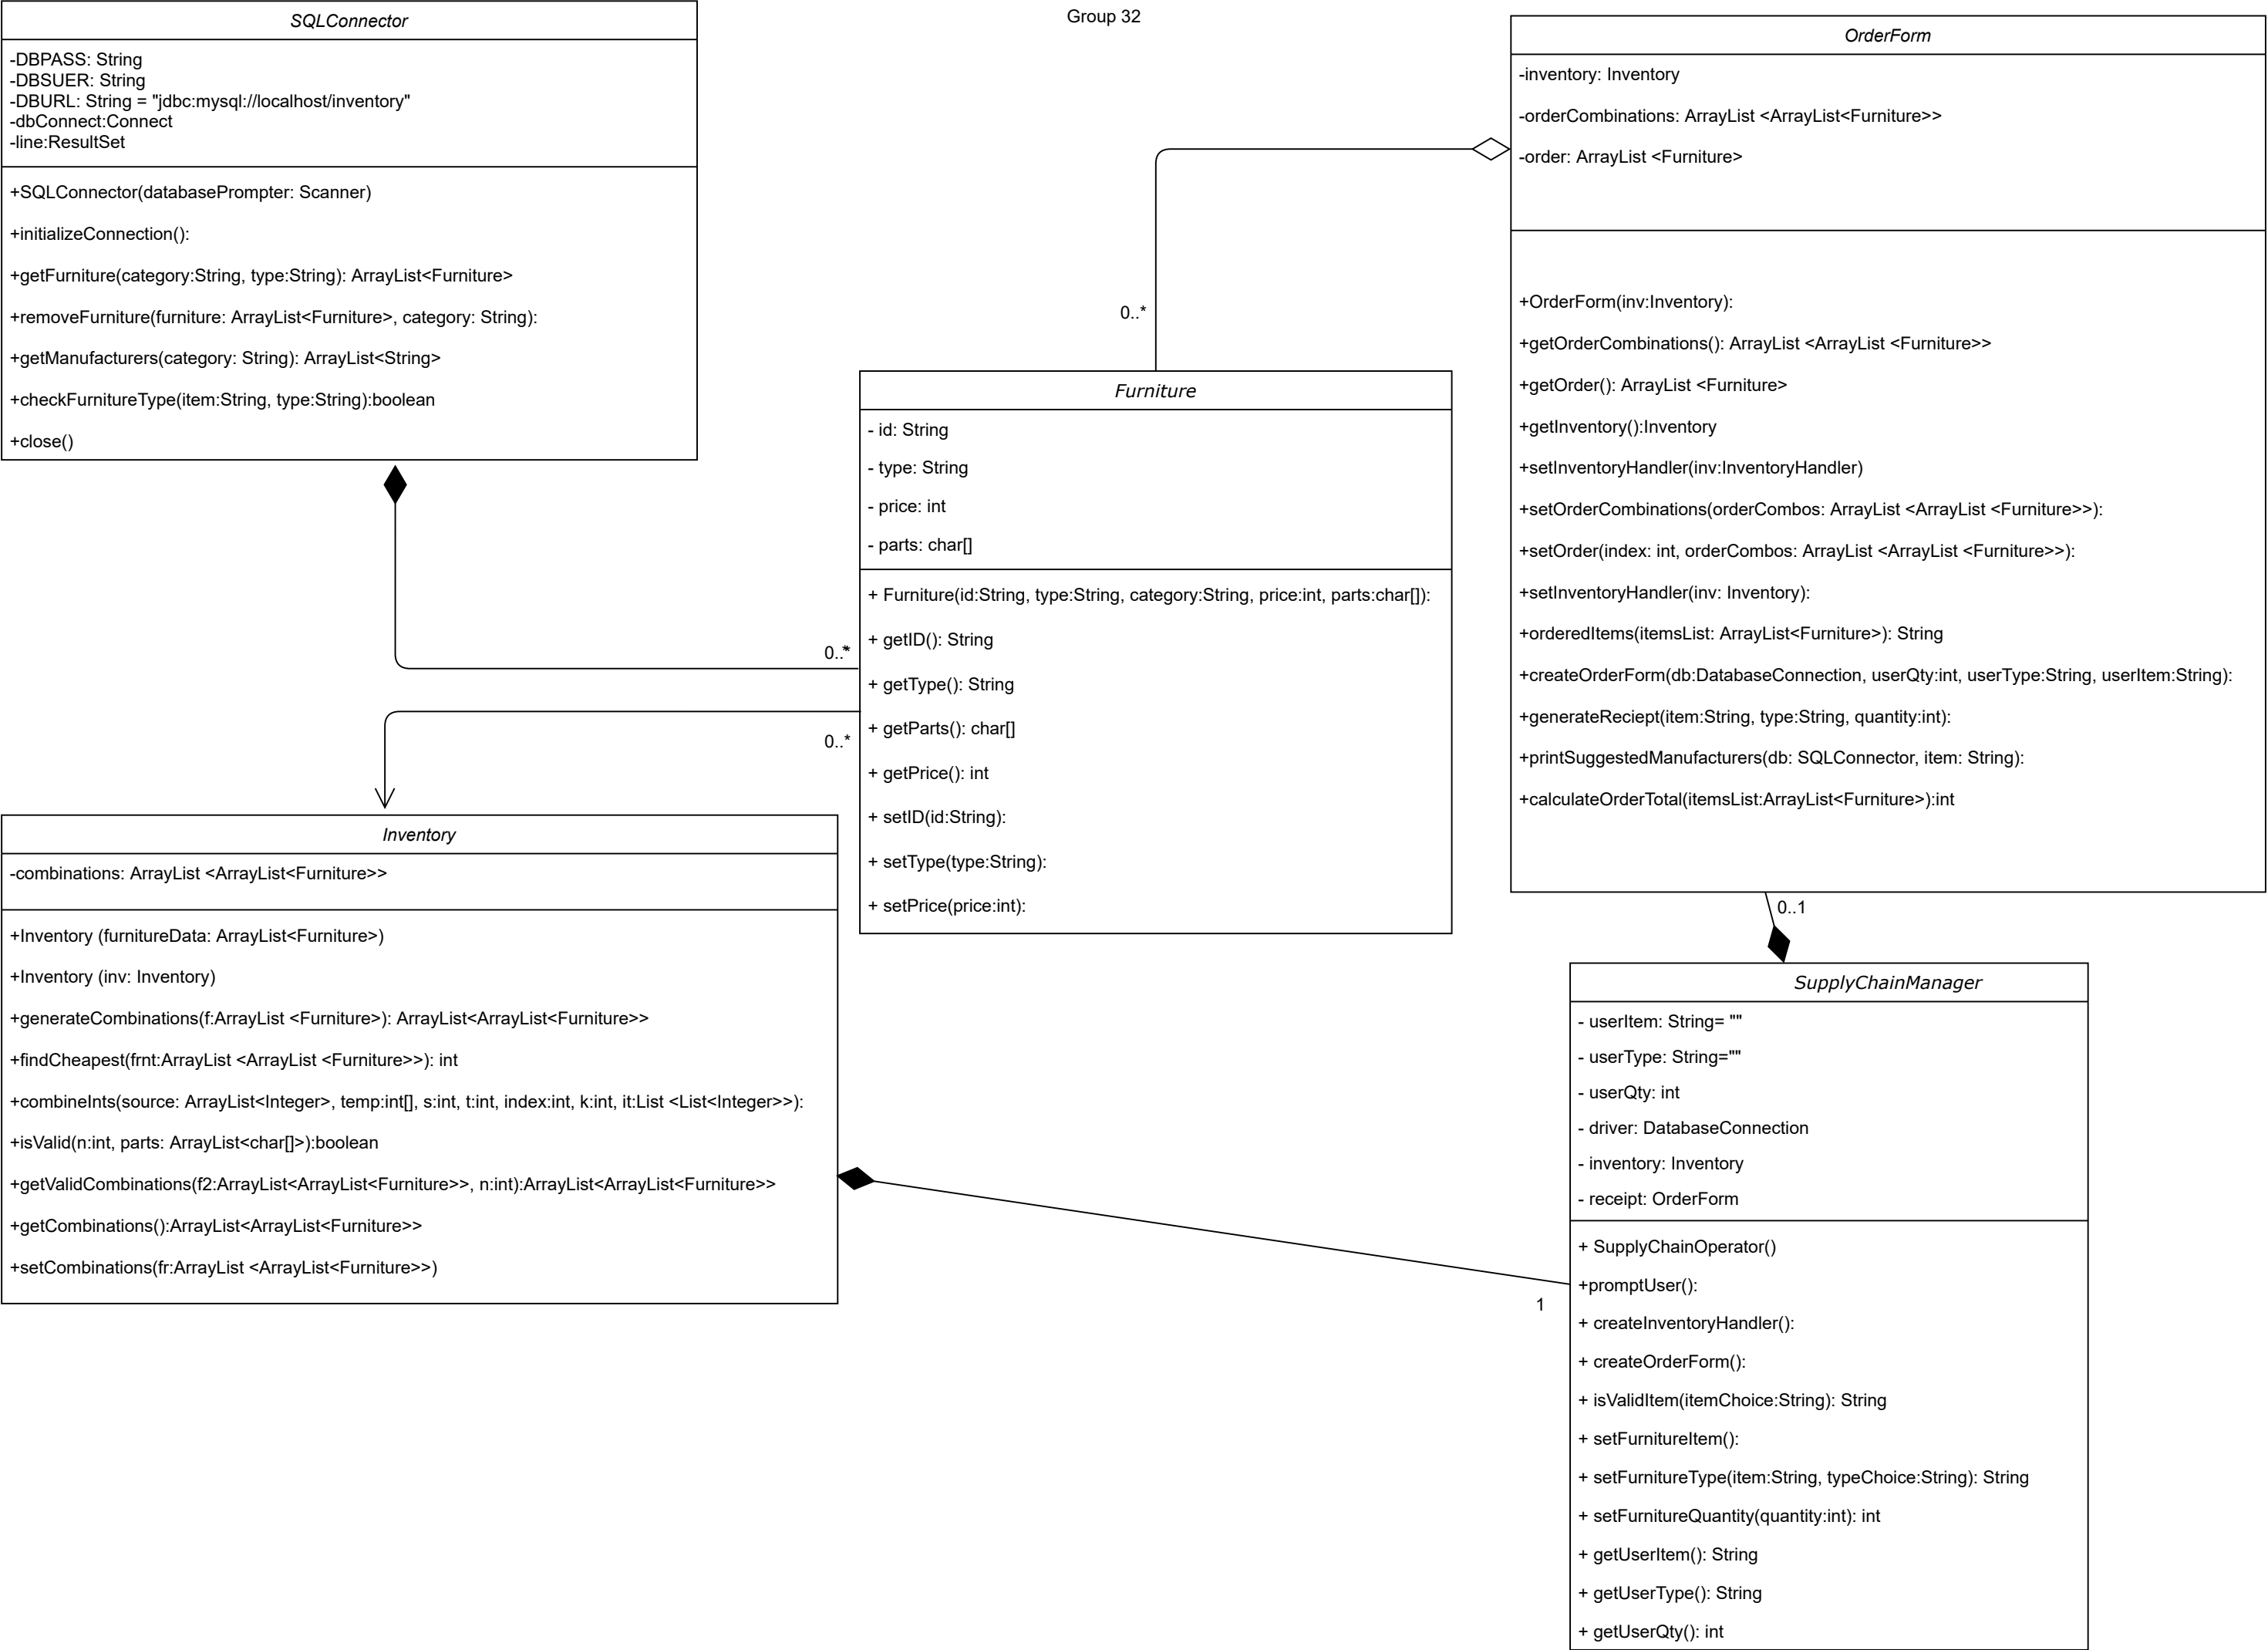 Group 32
SQLConnector
-DBPASS: String
-DBSUER: String
-DBURL: String = "jdbc:mysql://localhost/inventory"
-dbConnect:Connect
-line:ResultSet
+SQLConnector(databasePrompter: Scanner)
+initializeConnection():
+getFurniture(category:String, type:String): ArrayList<Furniture>
+removeFurniture(furniture: ArrayList<Furniture>, category: String):
+getManufacturers(category: String): ArrayList<String>
+checkFurnitureType(item:String, type:String):boolean
+close()
OrderForm
-inventory: Inventory
-orderCombinations: ArrayList <ArrayList<Furniture>>
-order: ArrayList <Furniture>
+OrderForm(inv:Inventory):
+getOrderCombinations(): ArrayList <ArrayList <Furniture>>
+getOrder(): ArrayList <Furniture>
+getInventory():Inventory
+setInventoryHandler(inv:InventoryHandler)
+setOrderCombinations(orderCombos: ArrayList <ArrayList <Furniture>>):
+setOrder(index: int, orderCombos: ArrayList <ArrayList <Furniture>>):
+setInventoryHandler(inv: Inventory):
+orderedItems(itemsList: ArrayList<Furniture>): String
+createOrderForm(db:DatabaseConnection, userQty:int, userType:String, userItem:String):
+generateReciept(item:String, type:String, quantity:int):
+printSuggestedManufacturers(db: SQLConnector, item: String):
+calculateOrderTotal(itemsList:ArrayList<Furniture>):int
0..*
Furniture
- id: String
- type: String
- price: int
- parts: char[]
+ Furniture(id:String, type:String, category:String, price:int, parts:char[]):
+ getID(): String
+ getType(): String
+ getParts(): char[]
+ getPrice(): int
+ setID(id:String):
+ setType(type:String):
+ setPrice(price:int):
0..*
0..*
Inventory
-combinations: ArrayList <ArrayList<Furniture>>
+Inventory (furnitureData: ArrayList<Furniture>)
+Inventory (inv: Inventory)
+generateCombinations(f:ArrayList <Furniture>): ArrayList<ArrayList<Furniture>>
+findCheapest(frnt:ArrayList <ArrayList <Furniture>>): int
+combineInts(source: ArrayList<Integer>, temp:int[], s:int, t:int, index:int, k:int, it:List <List<Integer>>):
+isValid(n:int, parts: ArrayList<char[]>):boolean
+getValidCombinations(f2:ArrayList<ArrayList<Furniture>>, n:int):ArrayList<ArrayList<Furniture>>
+getCombinations():ArrayList<ArrayList<Furniture>>
+setCombinations(fr:ArrayList <ArrayList<Furniture>>)
0..1
1
SupplyChainManager
- userItem: String= ""
- userType: String=""
- userQty: int
- driver: DatabaseConnection
- inventory: Inventory
- receipt: OrderForm
+ SupplyChainOperator()
+promptUser():
+ createInventoryHandler():
+ createOrderForm():
+ isValidItem(itemChoice:String): String
+ setFurnitureItem():
+ setFurnitureType(item:String, typeChoice:String): String
+ setFurnitureQuantity(quantity:int): int
+ getUserItem(): String
+ getUserType(): String
+ getUserQty(): int